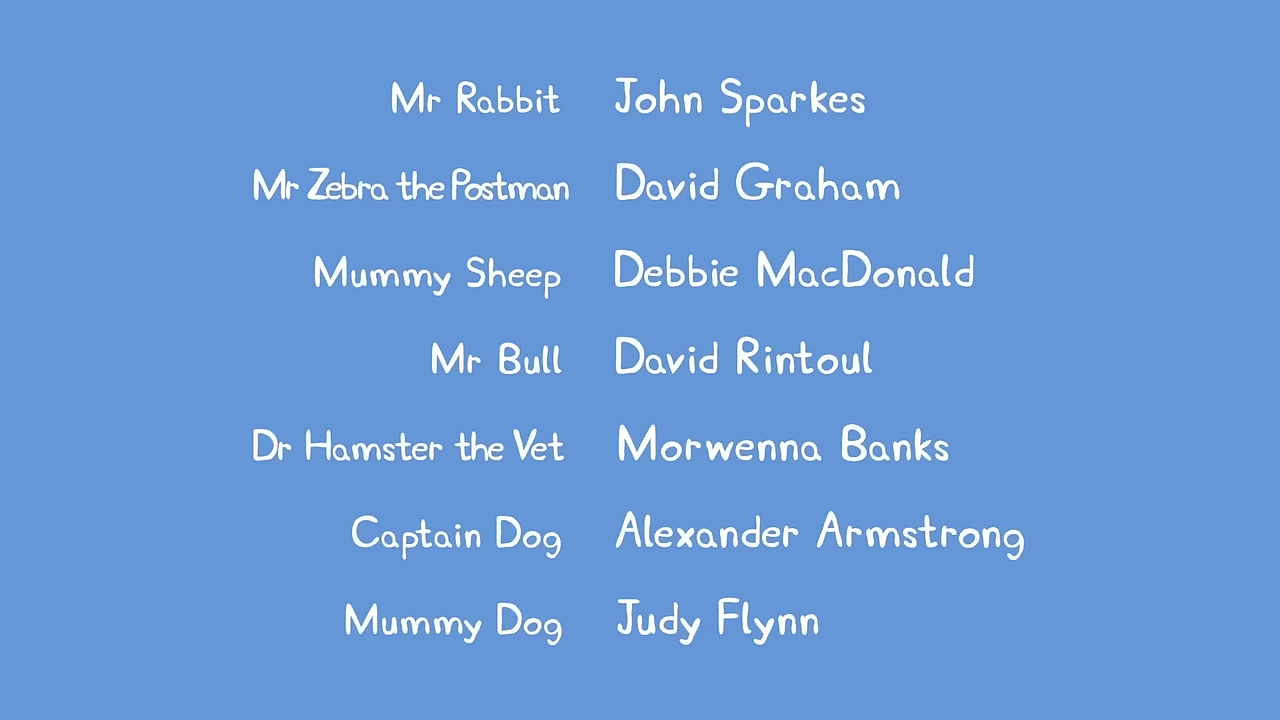 Mr Rabbit John Sparkes
Mr Zebra the Postman David Graham
Mummy Sheep Debbie MacDonald
Mr Bull David Rintoul
Dr Hamster the Vet Morwenna Banks
Captain Dog Alexander Armstrong
Mummy Dog Judy Flynn